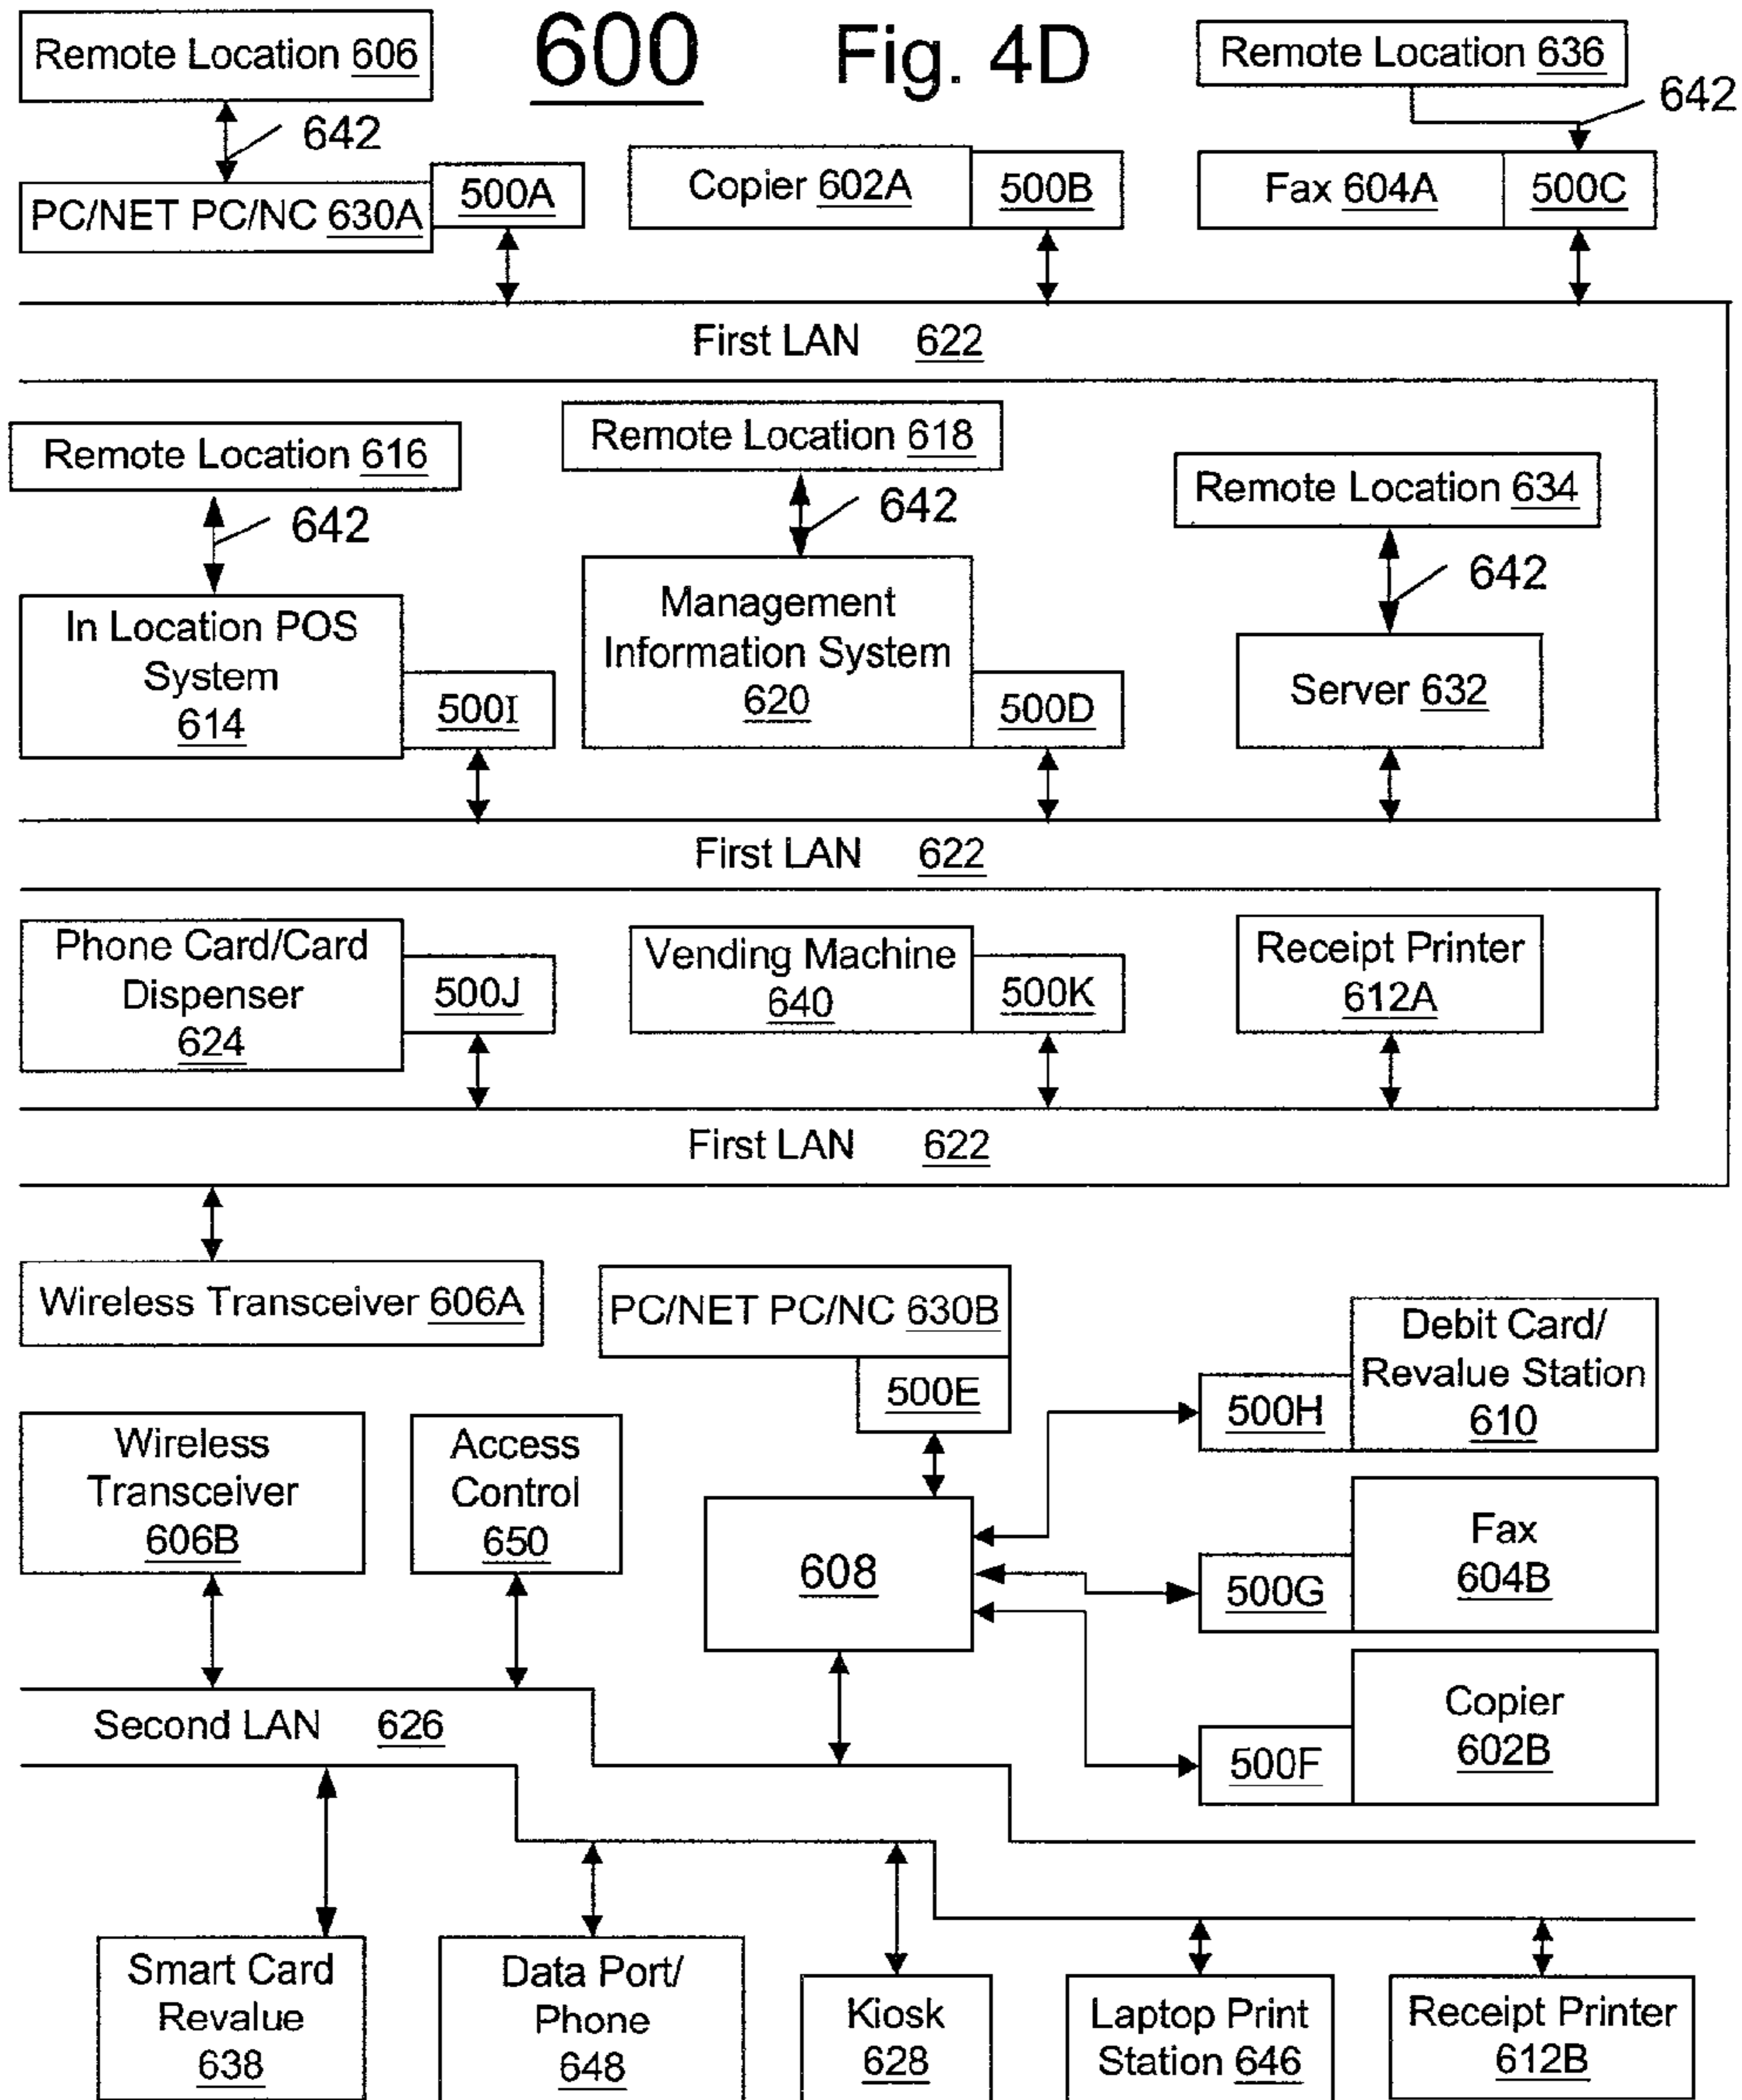 Remote Location 606
600 Fig. 4D
Remote Location 636
642
642
PC/NET PC/NC 630A
500A
Copier 602A
500B
Fax 604A
500C
First LAN 622
Remote Location 616
Remote Location 618
Remote Location 634
642
642
642
In Location POS
System
614
500I
Management
Information System
620
500D
Server 632
First LAN 622
Phone Card/Card
Dispenser
624
500J
Vending Machine
640
500K
Receipt Printer
612A
First LAN 622
Wireless Transceiver 606A
PC/NET PC/NC 630B
500E
Debit Card/
Revalue Station
610
500H
Wireless
Transceiver
606B
Access
Control
650
608
Fax
604B
500G
Copier
602B
500F
Second LAN 626
Smart Card
Revalue
638
Data Port/
Phone
648
Kiosk
628
Laptop Print
Station 646
Receipt Printer
612B